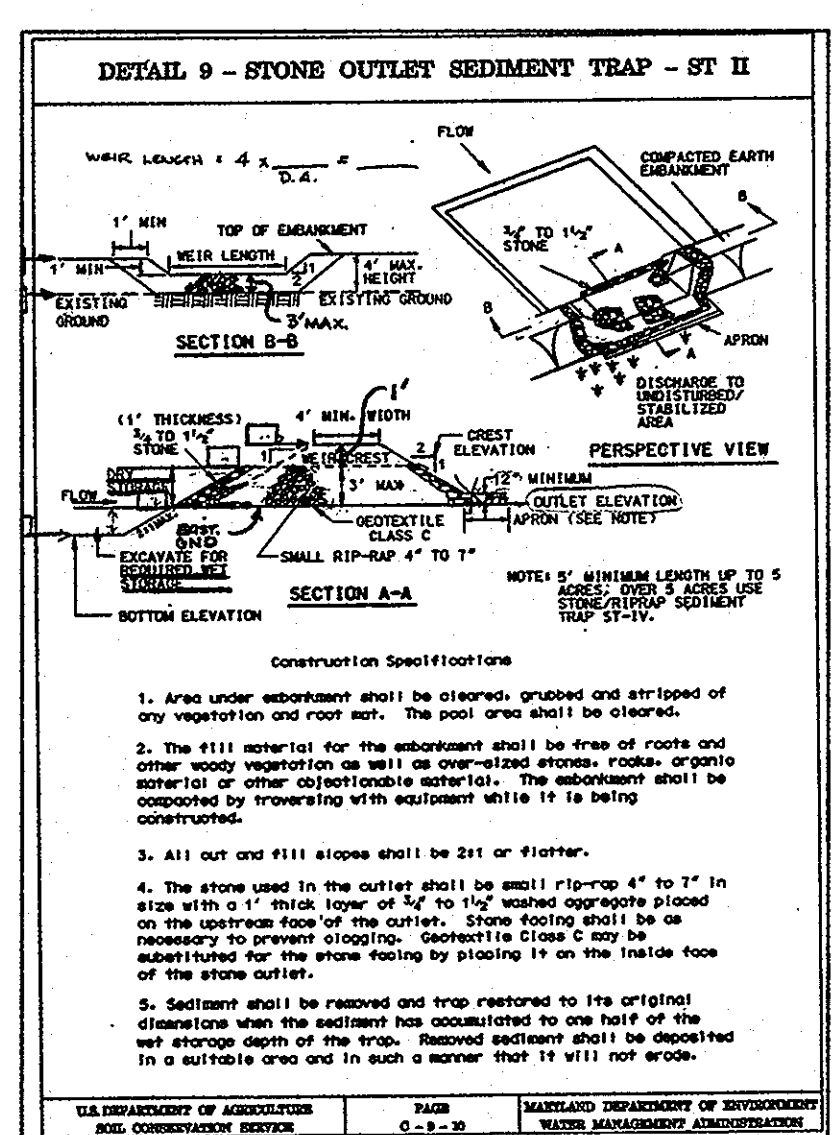 DETAIL 9 - STONE OUTLET SEDIMENT TRAP - ST II
WEIR LENGTH = 4 x ____ = ____
D.A.
FLOW
COMPACTED EARTH
EMBANKMENT
B
3/4" TO 1 1/2"
STONE
A
1' MIN
TOP OF EMBANKMENT
WEIR LENGTH
1' MIN
1
2
4' MAX.
HEIGHT
EXISTING
GROUND
EXISTING GROUND
3' MAX.
SECTION B-B
B
A
APRON
DISCHARGE TO
UNDISTURBED/
STABILIZED
AREA
PERSPECTIVE VIEW
1'
(1' THICKNESS)
3/4 TO 1 1/2"
STONE
4' MIN. WIDTH
2
1
CREST
ELEVATION
1
WEIR CREST
DRY
STORAGE
3' MAX
12" MINIMUM
FLOW
OUTLET ELEVATION
2:1 MAX.
EXIST.
GND
GEOTEXTILE
CLASS C
APRON (SEE NOTE)
EXCAVATE FOR
REQUIRED WET
STORAGE
SMALL RIP-RAP 4" TO 7"
SECTION A-A
BOTTOM ELEVATION
NOTE: 5' MINIMUM LENGTH UP TO 5
ACRES; OVER 5 ACRES USE
STONE/RIPRAP SEDIMENT
TRAP ST-IV.
Construction Specifications
1. Area under embankment shall be cleared, grubbed and stripped of
any vegetation and root mat. The pool area shall be cleared.
2. The fill material for the embankment shall be free of roots and
other woody vegetation as well as over-sized stones, rocks, organic
material or other objectionable material. The embankment shall be
compacted by traversing with equipment while it is being
constructed.
3. All cut and fill slopes shall be 2:1 or flatter.
4. The stone used in the outlet shall be small rip-rap 4" to 7" in
size with a 1' thick layer of 3/4" to 1 1/2" washed aggregate placed
on the upstream face of the outlet. Stone facing shall be as
necessary to prevent clogging. Geotextile Class C may be
substituted for the stone facing by placing it on the inside face
of the stone outlet.
5. Sediment shall be removed and trap restored to its original
dimensions when the sediment has accumulated to one half of the
wet storage depth of the trap. Removed sediment shall be deposited
in a suitable area and in such a manner that it will not erode.
U.S. DEPARTMENT OF AGRICULTURE
SOIL CONSERVATION SERVICE
PAGE
C - 9 - 10
MARYLAND DEPARTMENT OF ENVIRONMENT
WATER MANAGEMENT ADMINISTRATION